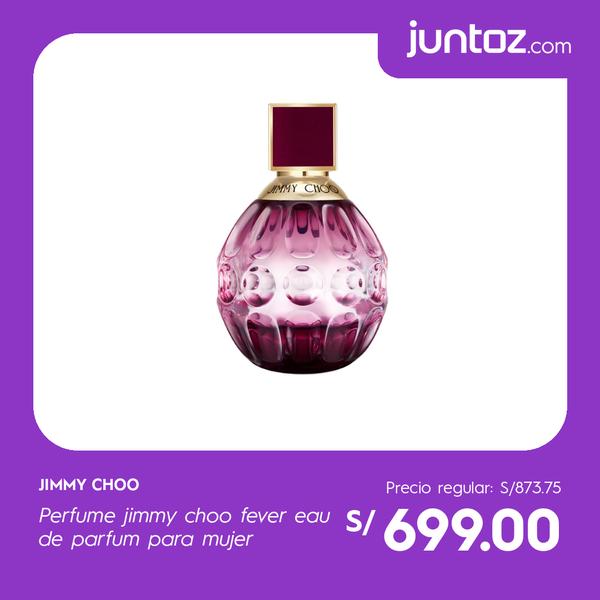 juntoz.com
JIMMY CHOO
JIMMY CHOO
Perfume jimmy choo fever eau
de parfum para mujer
Precio regular: S/873.75
S/ 699.00